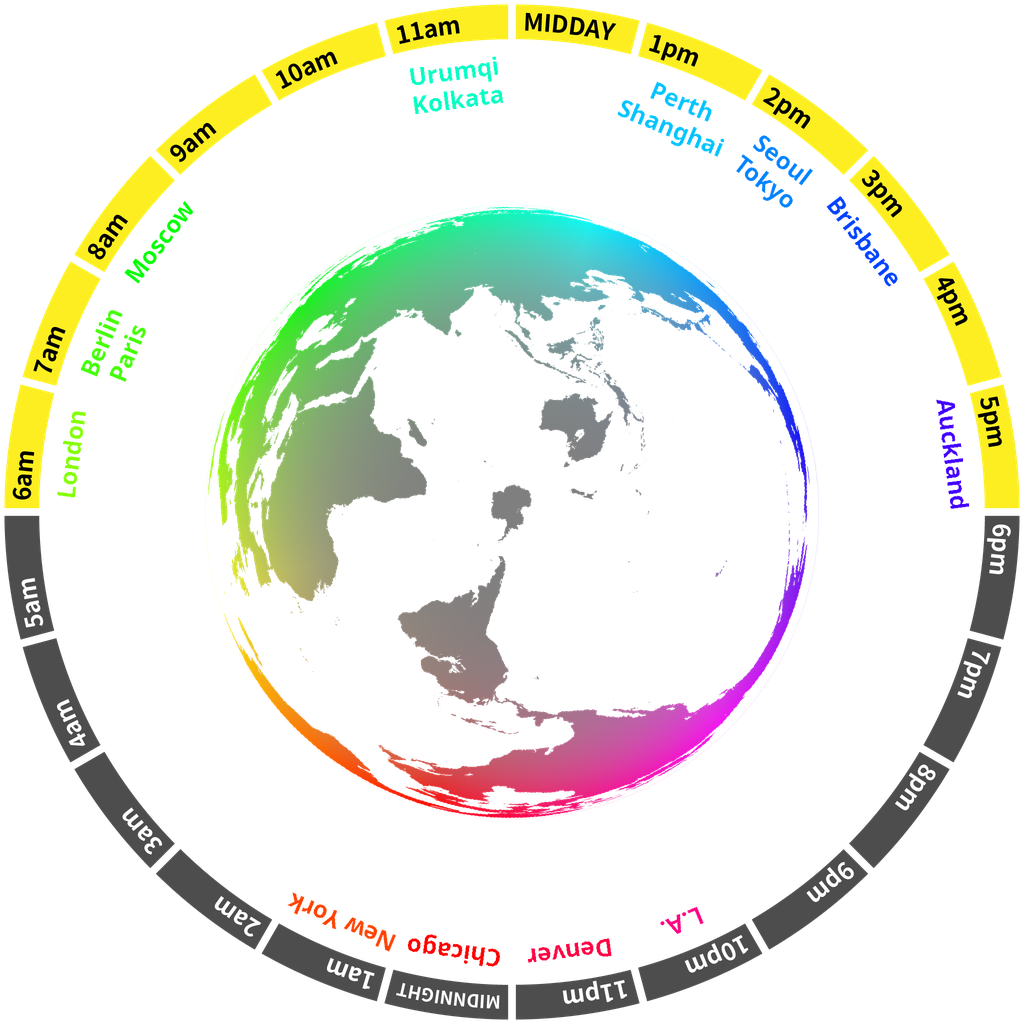 MIDDAY
1pm
2pm
3pm
4pm
5pm
6pm
7pm
8pm
9pm
10pm
11pm
MIDNNIGHT
1am
2am
3am
4am
5am
6am
7am
8am
9am
10am
11am
Urumqi
Kolkata
Perth
Shanghai
Seoul
Tokyo
Brisbane
Auckland
L.A.
Denver
Chicago
New York
London
Berlin
Paris
Moscow